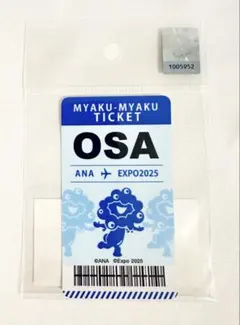 1005952
MYAKU-MYAKU
TICKET
OSA
ANA ✈ EXPO2025
©ANA ©Expo 2025